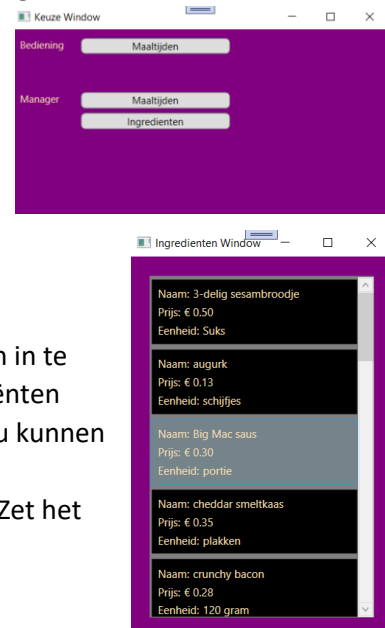 Keuze Window
Bediening Maaltijden
Manager Maaltijden
Ingredienten
Ingredienten Window
Naam: 3-delig sesambroodje
Prijs: € 0.50
Eenheid: Suks
Naam: augurk
Prijs: € 0.13
Eenheid: schijfjes
Naam: Big Mac saus
Prijs: € 0.30
Eenheid: portie
Naam: cheddar smeltkaas
Prijs: € 0.35
Eenheid: plakken
Naam: crunchy bacon
Prijs: € 0.28
Eenheid: 120 gram
in te
kunnen
Zet het